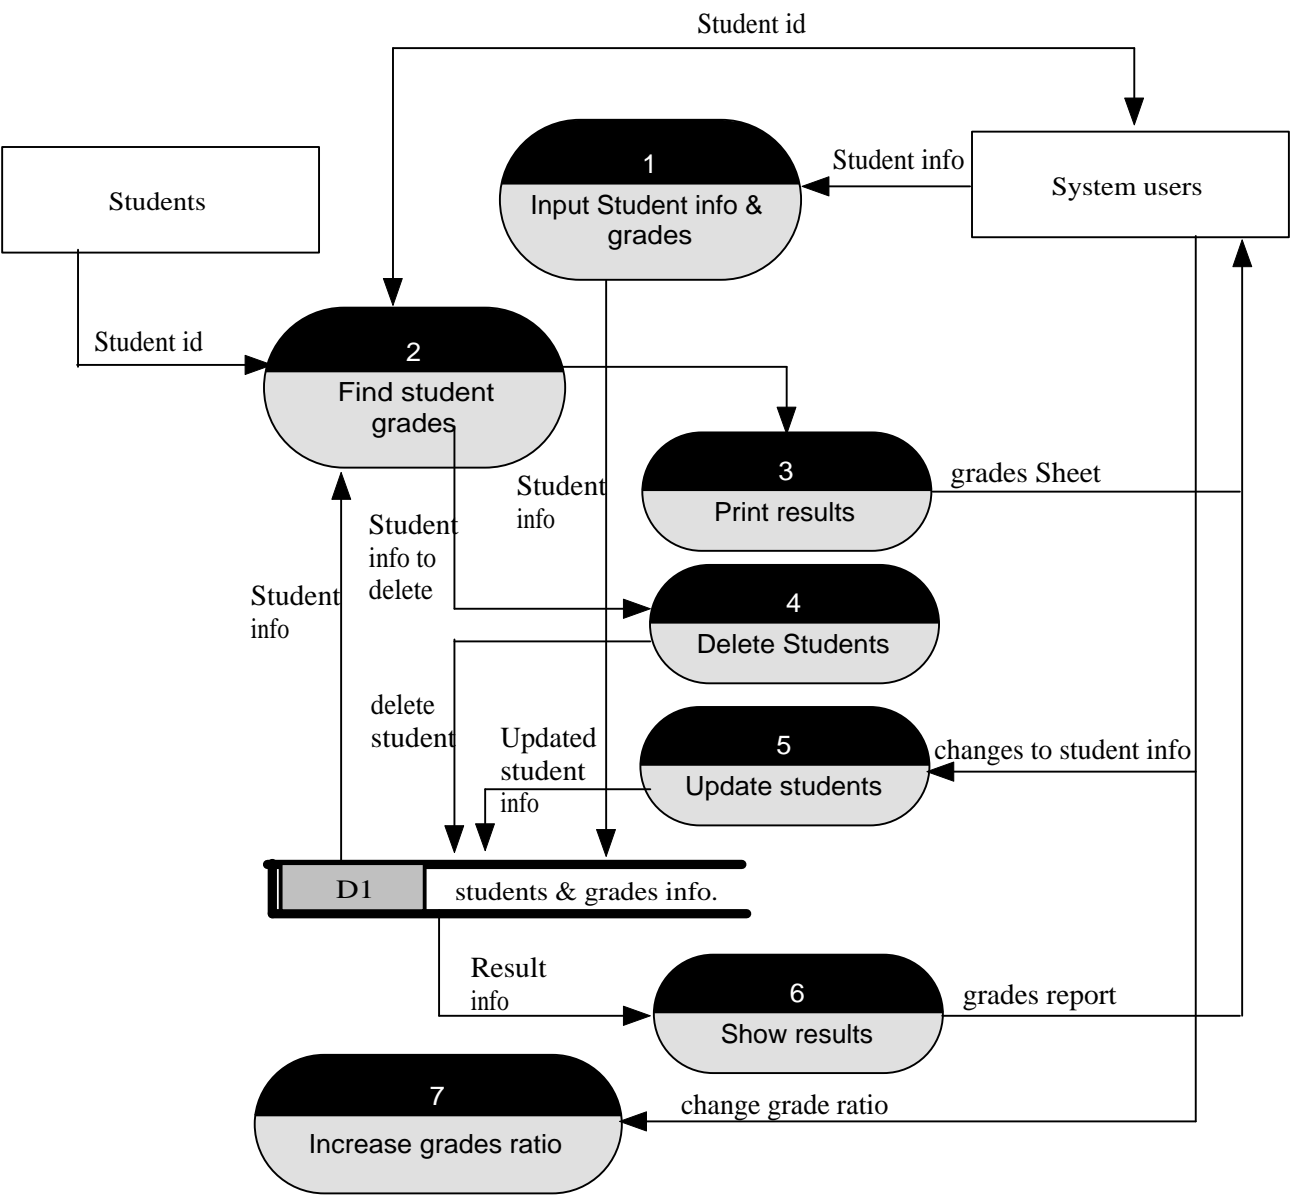 Student id
1
Input Student info &
grades
Student info
System users
Students
Student id
2
Find student
grades
3
Print results
grades Sheet
Student
info
Student
info to
delete
Student
info
4
Delete Students
delete
student
Updated
student
info
5
Update students
changes to student info
D1
students & grades info.
Result
info
6
Show results
grades report
7
Increase grades ratio
change grade ratio